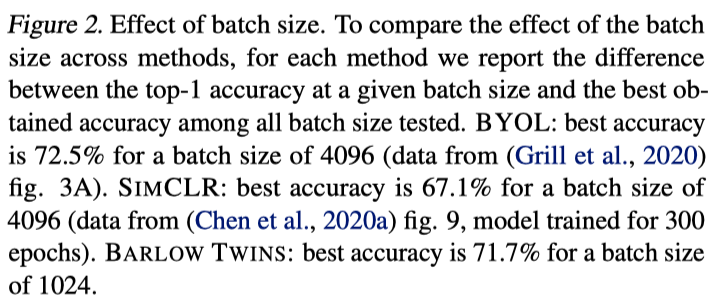 Figure 2. Effect of batch size. To compare the effect of the batch
size across methods, for each method we report the difference
between the top-1 accuracy at a given batch size and the best ob-
tained accuracy among all batch size tested. BYOL: best accuracy
is 72.5% for a batch size of 4096 (data from (Grill et al., 2020)
fig. 3A). SIMCLR: best accuracy is 67.1% for a batch size of
4096 (data from (Chen et al., 2020a) fig. 9, model trained for 300
epochs). BARLOW TWINS: best accuracy is 71.7% for a batch size
of 1024.